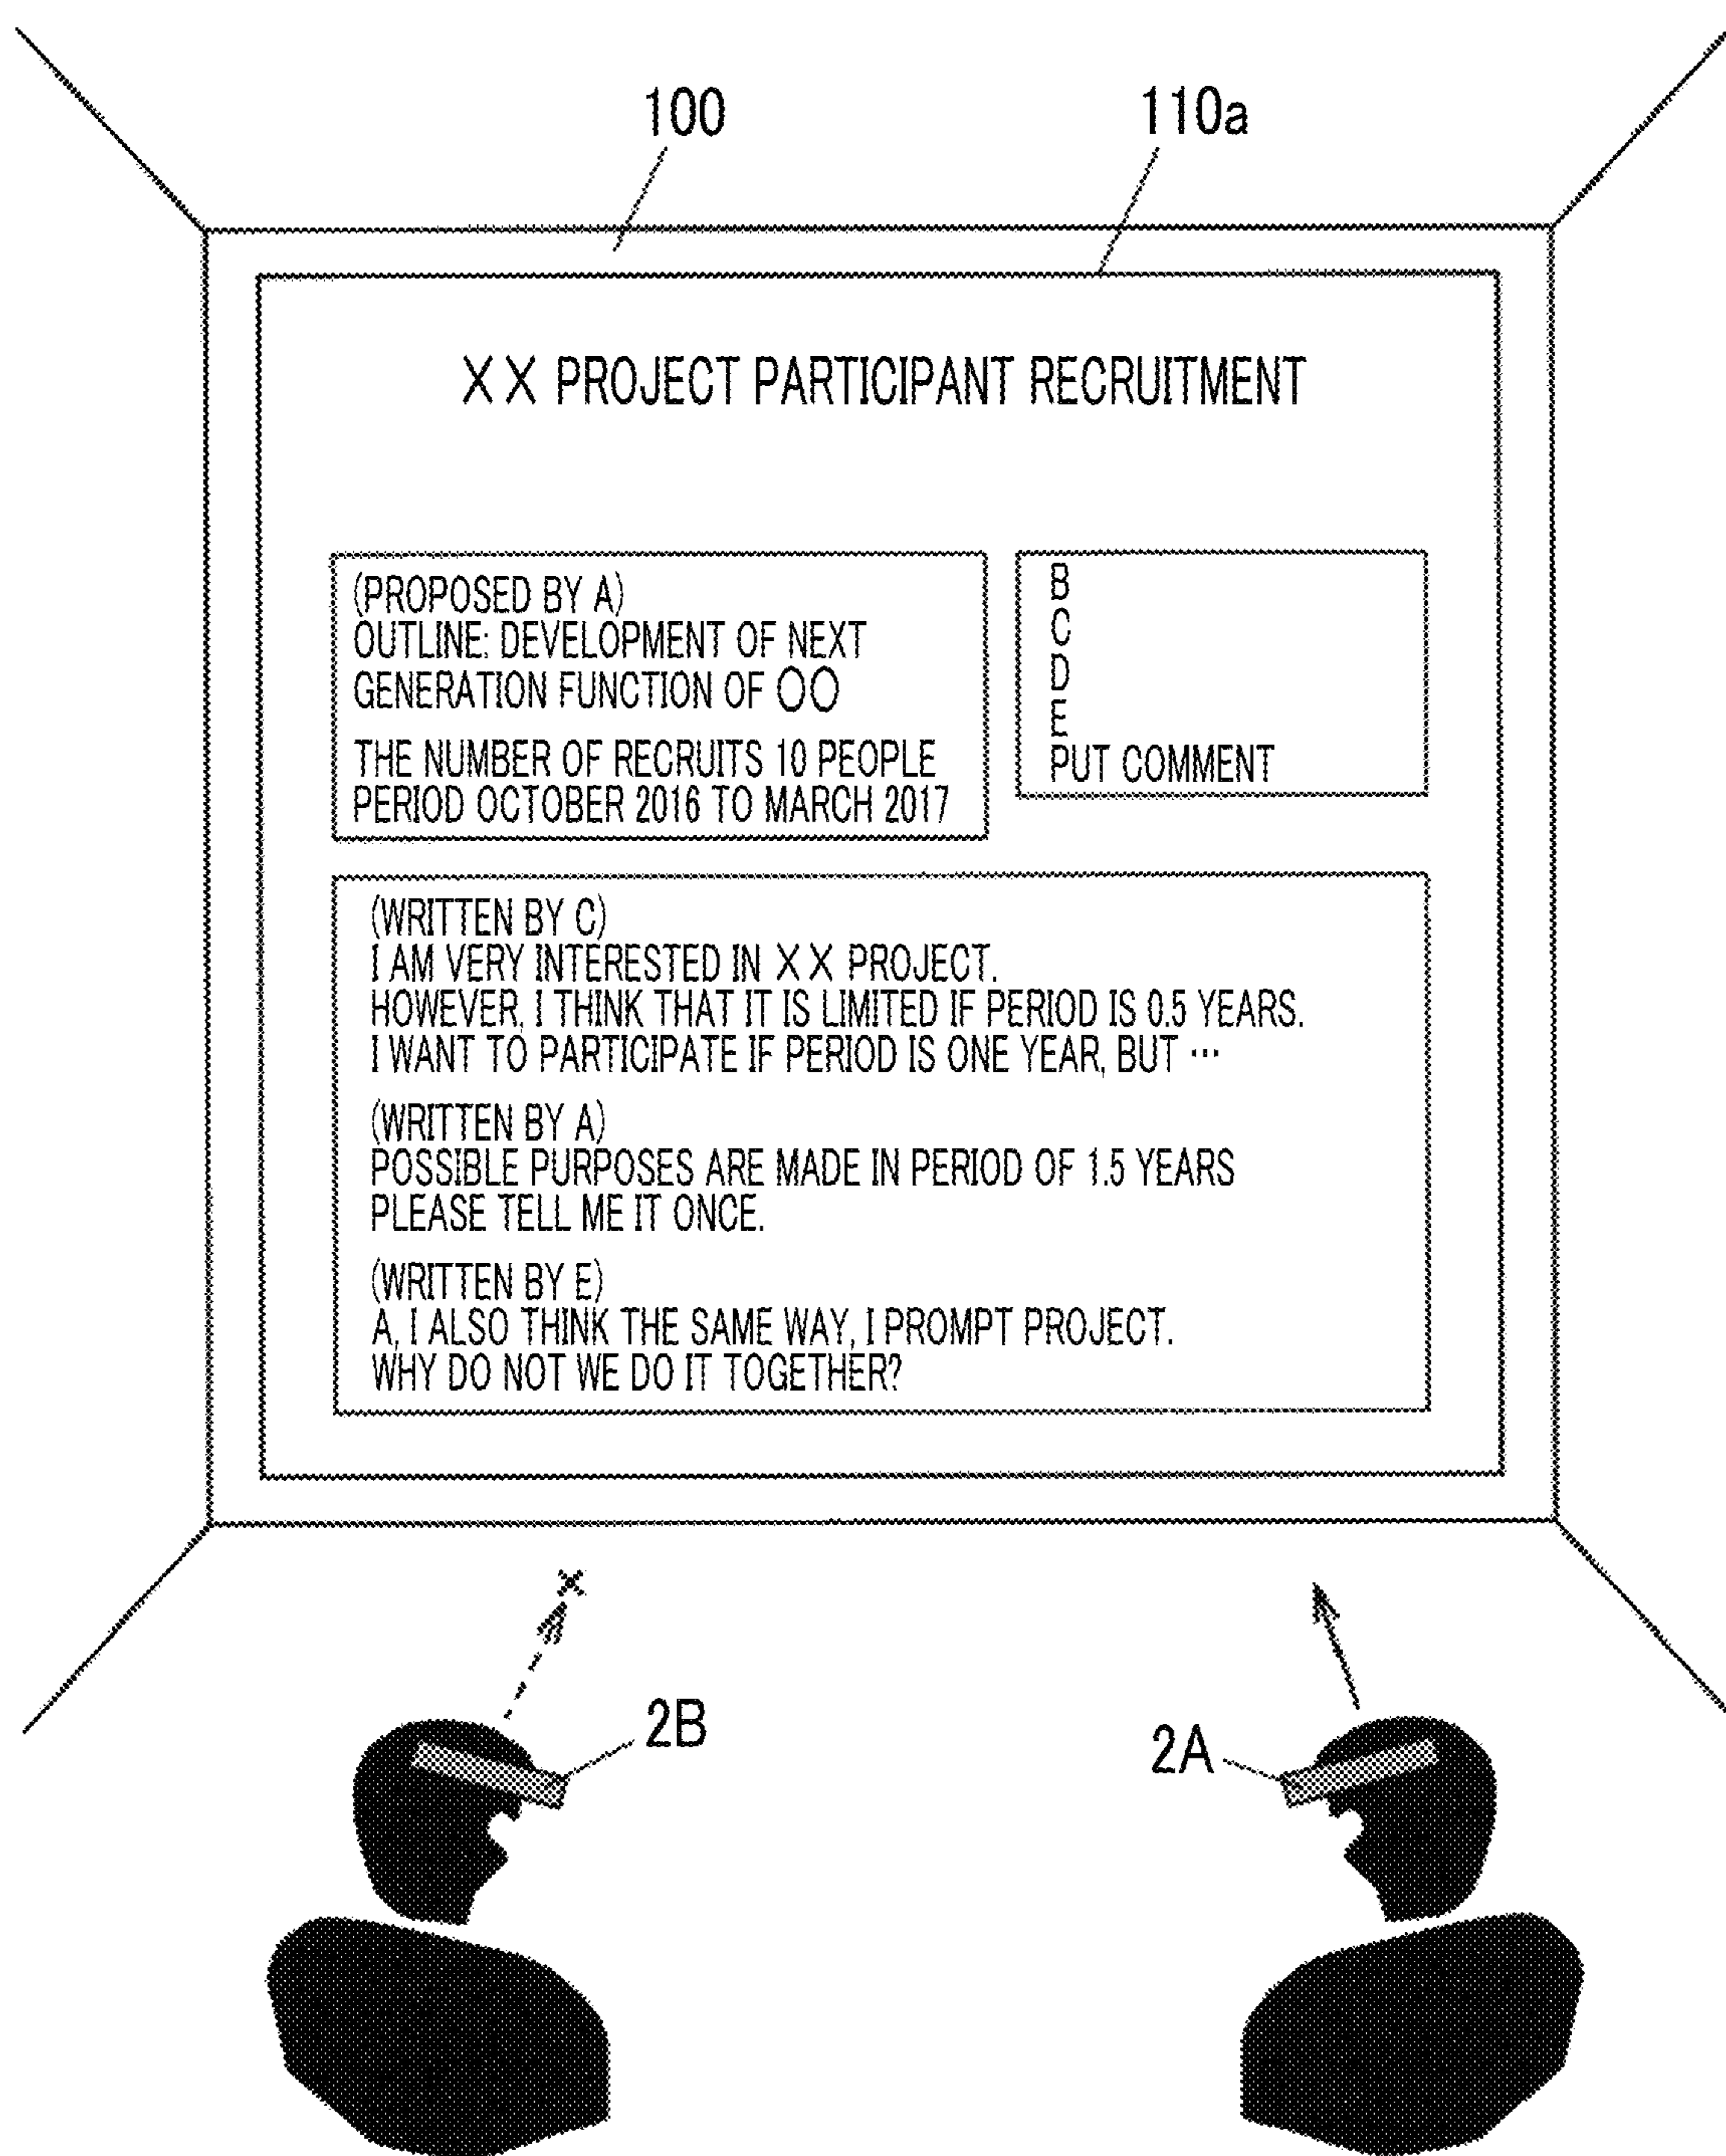 100
110a
×× PROJECT PARTICIPANT RECRUITMENT
(PROPOSED BY A)
OUTLINE: DEVELOPMENT OF NEXT
GENERATION FUNCTION OF ○○
THE NUMBER OF RECRUITS 10 PEOPLE
PERIOD OCTOBER 2016 TO MARCH 2017
B
C
D
E
PUT COMMENT
(WRITTEN BY C)
I AM VERY INTERESTED IN ×× PROJECT.
HOWEVER, I THINK THAT IT IS LIMITED IF PERIOD IS 0.5 YEARS.
I WANT TO PARTICIPATE IF PERIOD IS ONE YEAR, BUT ···
(WRITTEN BY A)
POSSIBLE PURPOSES ARE MADE IN PERIOD OF 1.5 YEARS
PLEASE TELL ME IT ONCE.
(WRITTEN BY E)
A, I ALSO THINK THE SAME WAY, I PROMPT PROJECT.
WHY DO NOT WE DO IT TOGETHER?
×
2B
2A